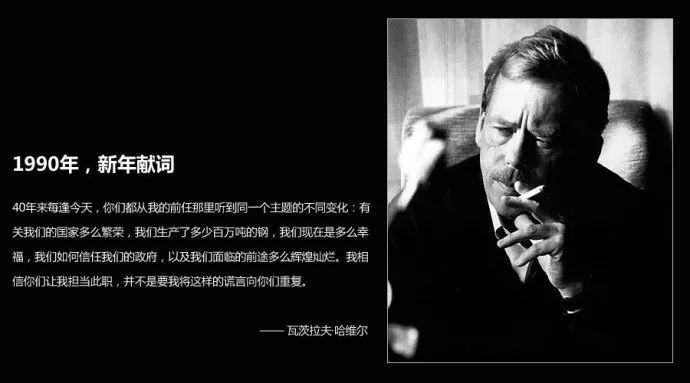 1990年，新年献词
40年来每逢今天，你们都从我的前任那里听到同一个主题的不同变化：有
关我们的国家多么繁荣，我们生产了多少百万吨的钢，我们现在是多么幸
福，我们如何信任我们的政府，以及我们面临的前途多么辉煌灿烂。我相
信你们让我担当此职，并不是要我将这样的谎言向你们重复。
—— 瓦茨拉夫·哈维尔